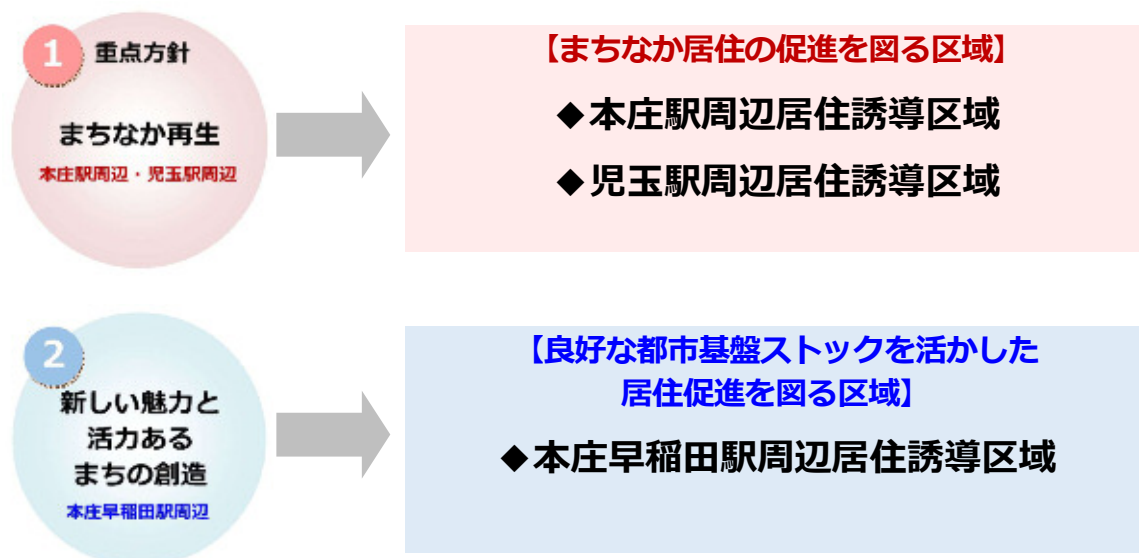 1
重点方針
まちなか再生
本庄駅周辺・児玉駅周辺
【まちなか居住の促進を図る区域】
◆本庄駅周辺居住誘導区域
◆児玉駅周辺居住誘導区域
2
新しい魅力と
活力ある
まちの創造
本庄早稲田駅周辺
【良好な都市基盤ストックを活かした
居住促進を図る区域】
◆本庄早稲田駅周辺居住誘導区域